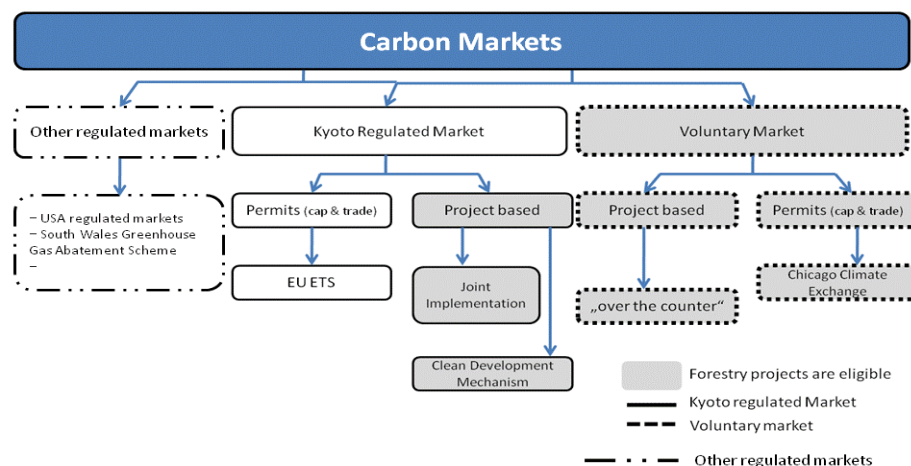 Carbon Markets
Other regulated markets
Kyoto Regulated Market
Voluntary Market
– USA regulated markets
– South Wales Greenhouse
Gas Abatement Scheme
–
Permits (cap & trade)
Project based
Project based
Permits (cap & trade)
EU ETS
Joint
Implementation
„over the counter“
Chicago Climate
Exchange
Clean Development
Mechanism
Forestry projects are eligible
Kyoto regulated Market
Voluntary market
Other regulated markets